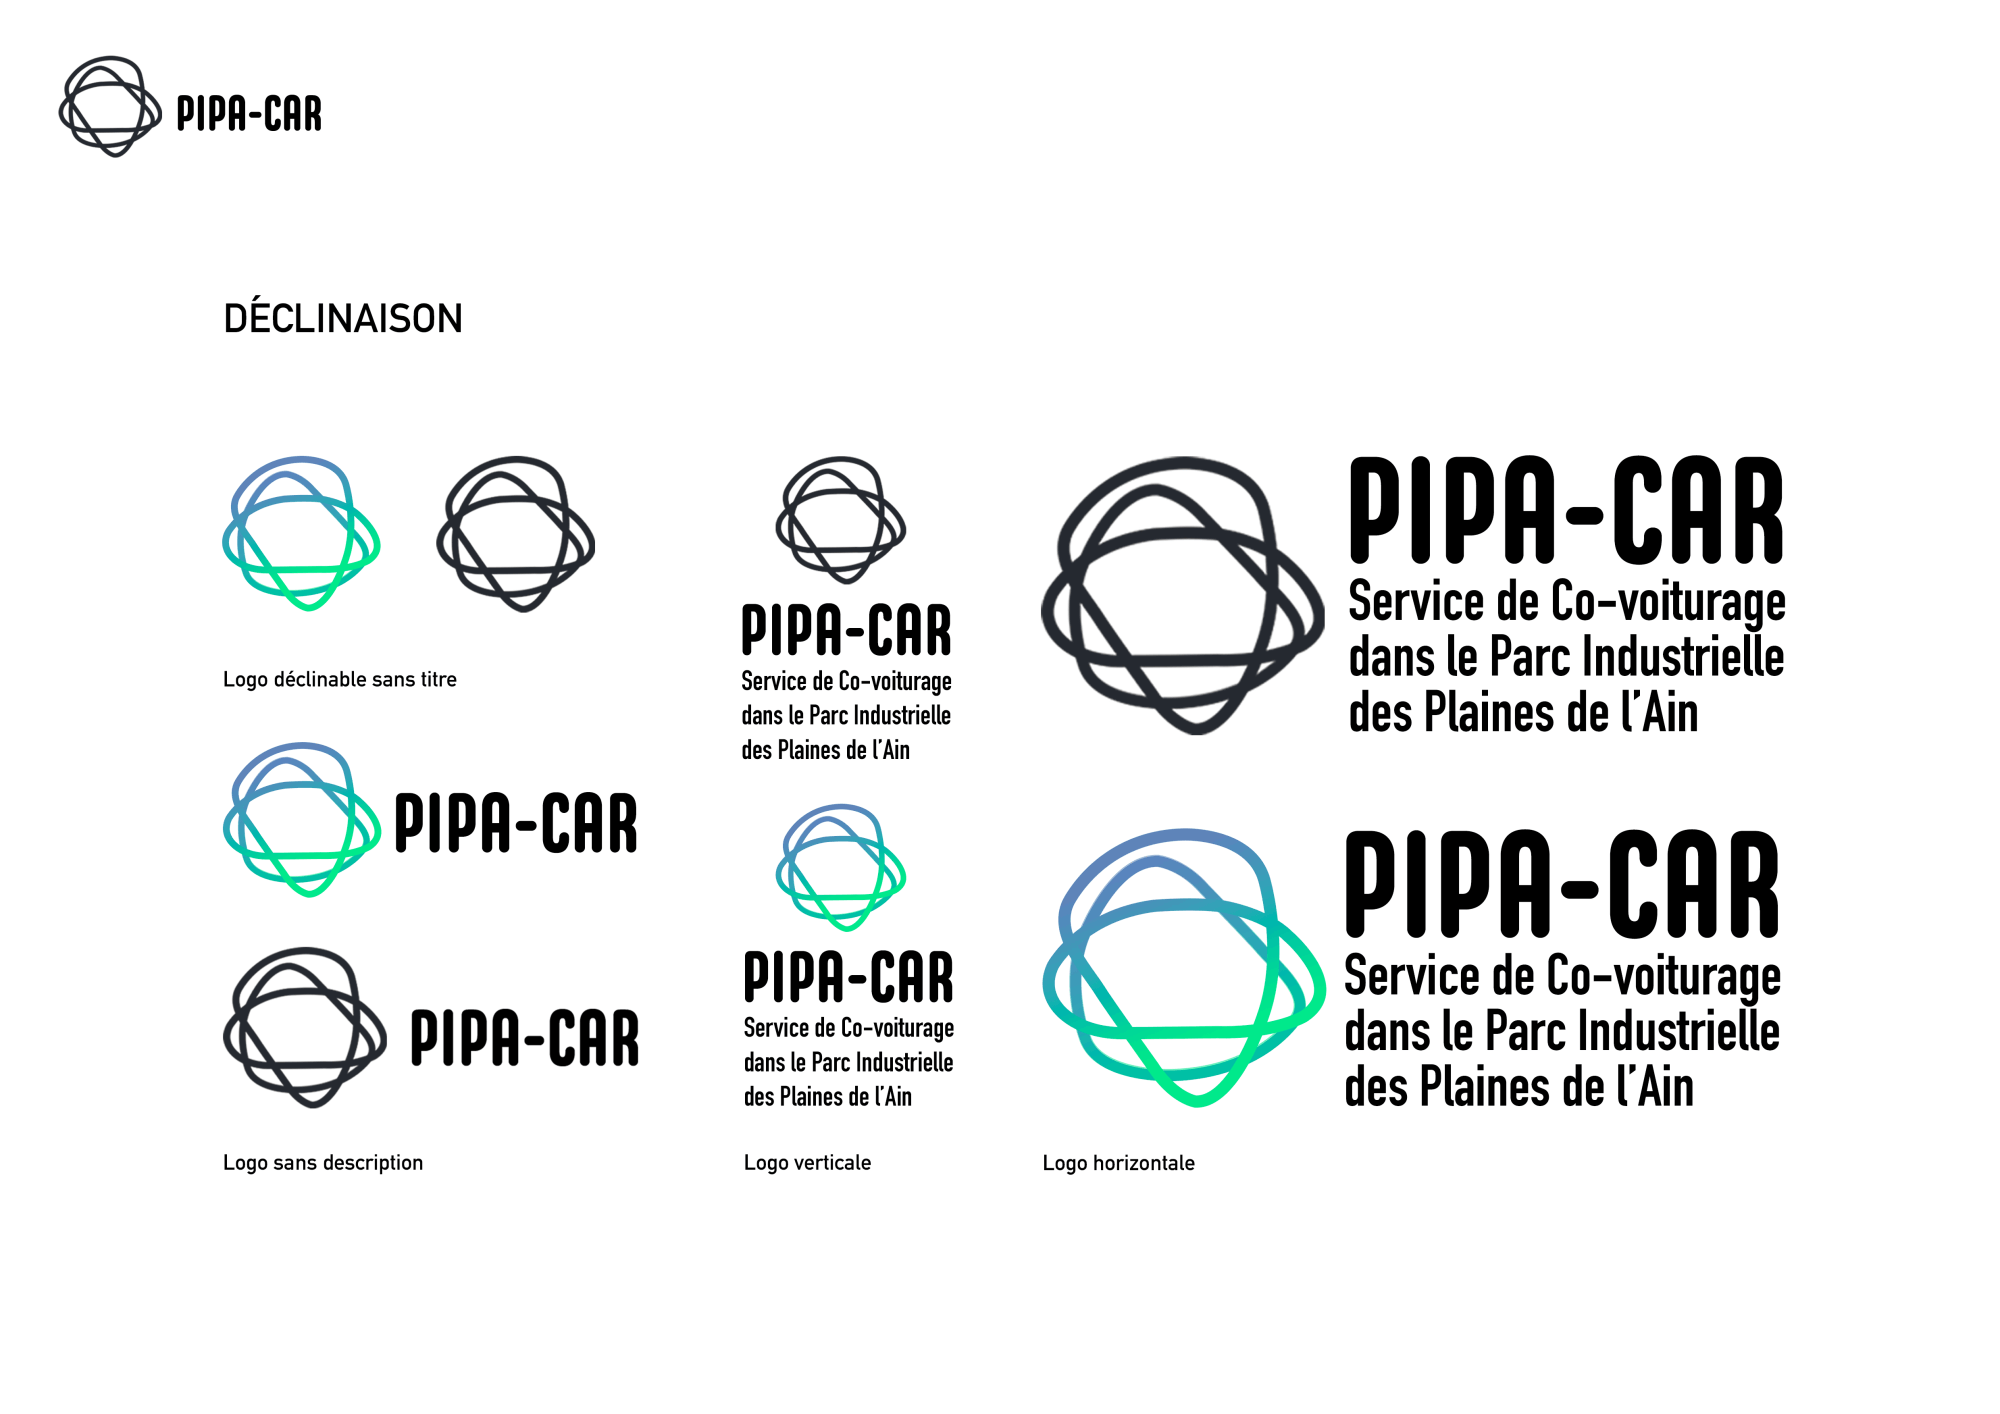 PIPA-CAR
DÉCLINAISON
Logo déclinable sans titre
PIPA-CAR
PIPA-CAR
Logo sans description
PIPA-CAR
Service de Co-voiturage
dans le Parc Industrielle
des Plaines de l'Ain
PIPA-CAR
Service de Co-voiturage
dans le Parc Industrielle
des Plaines de l'Ain
Logo verticale
PIPA-CAR
Service de Co-voiturage
dans le Parc Industrielle
des Plaines de l'Ain
PIPA-CAR
Service de Co-voiturage
dans le Parc Industrielle
des Plaines de l'Ain
Logo horizontale